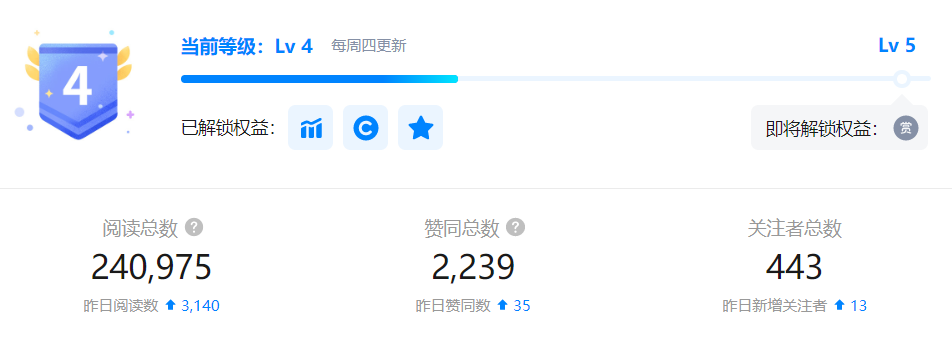 4
当前等级：Lv 4 每周四更新 Lv 5
已解锁权益： 即将解锁权益： 赏
阅读总数 ? 赞同总数 ? 关注者总数
240,975 2,239 443
昨日阅读数 3,140 昨日赞同数 35 昨日新增关注者 13